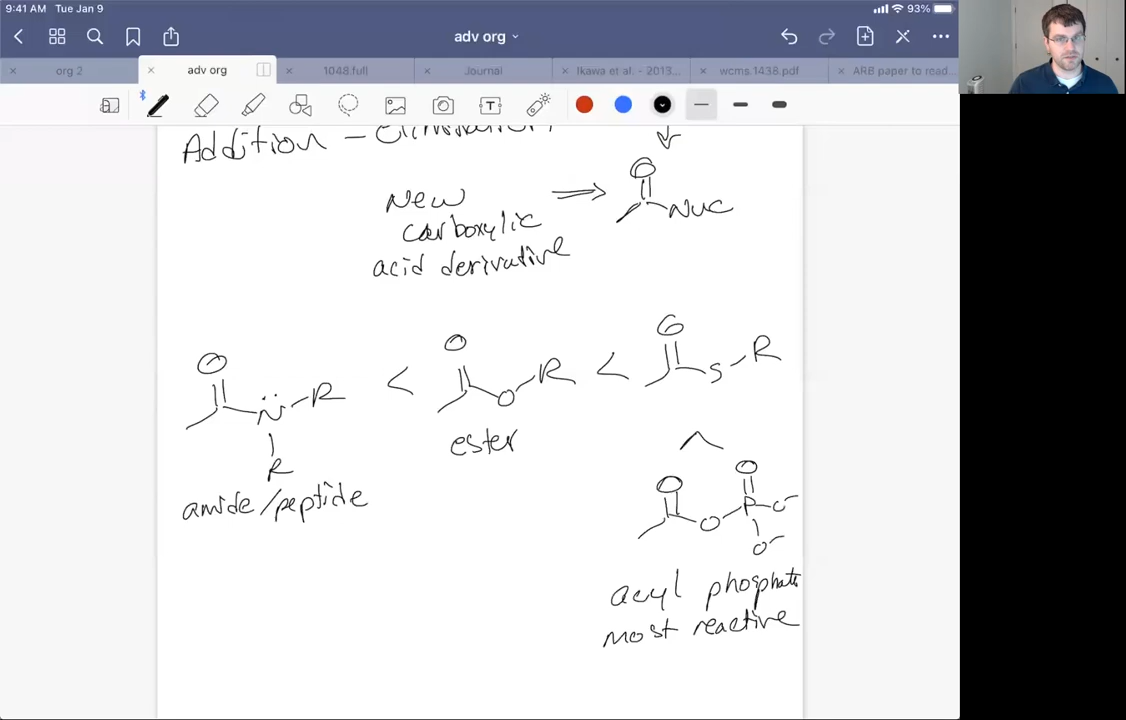 9:41 AM Tue Jan 9
93%
adv org
org 2
adv org
1048.full
Journal
Ikawa et al. - 2013...
wcms.1438.pdf
ARB paper to read...
Addition - Elimination
New
carboxylic
acid derivative
⇒
O
Nuc
O
N
R
R
<
O
O
R
<
O
S
R
amide/peptide
ester
<
O
O
O
P
O-
O-
acyl phosphate
most reactive